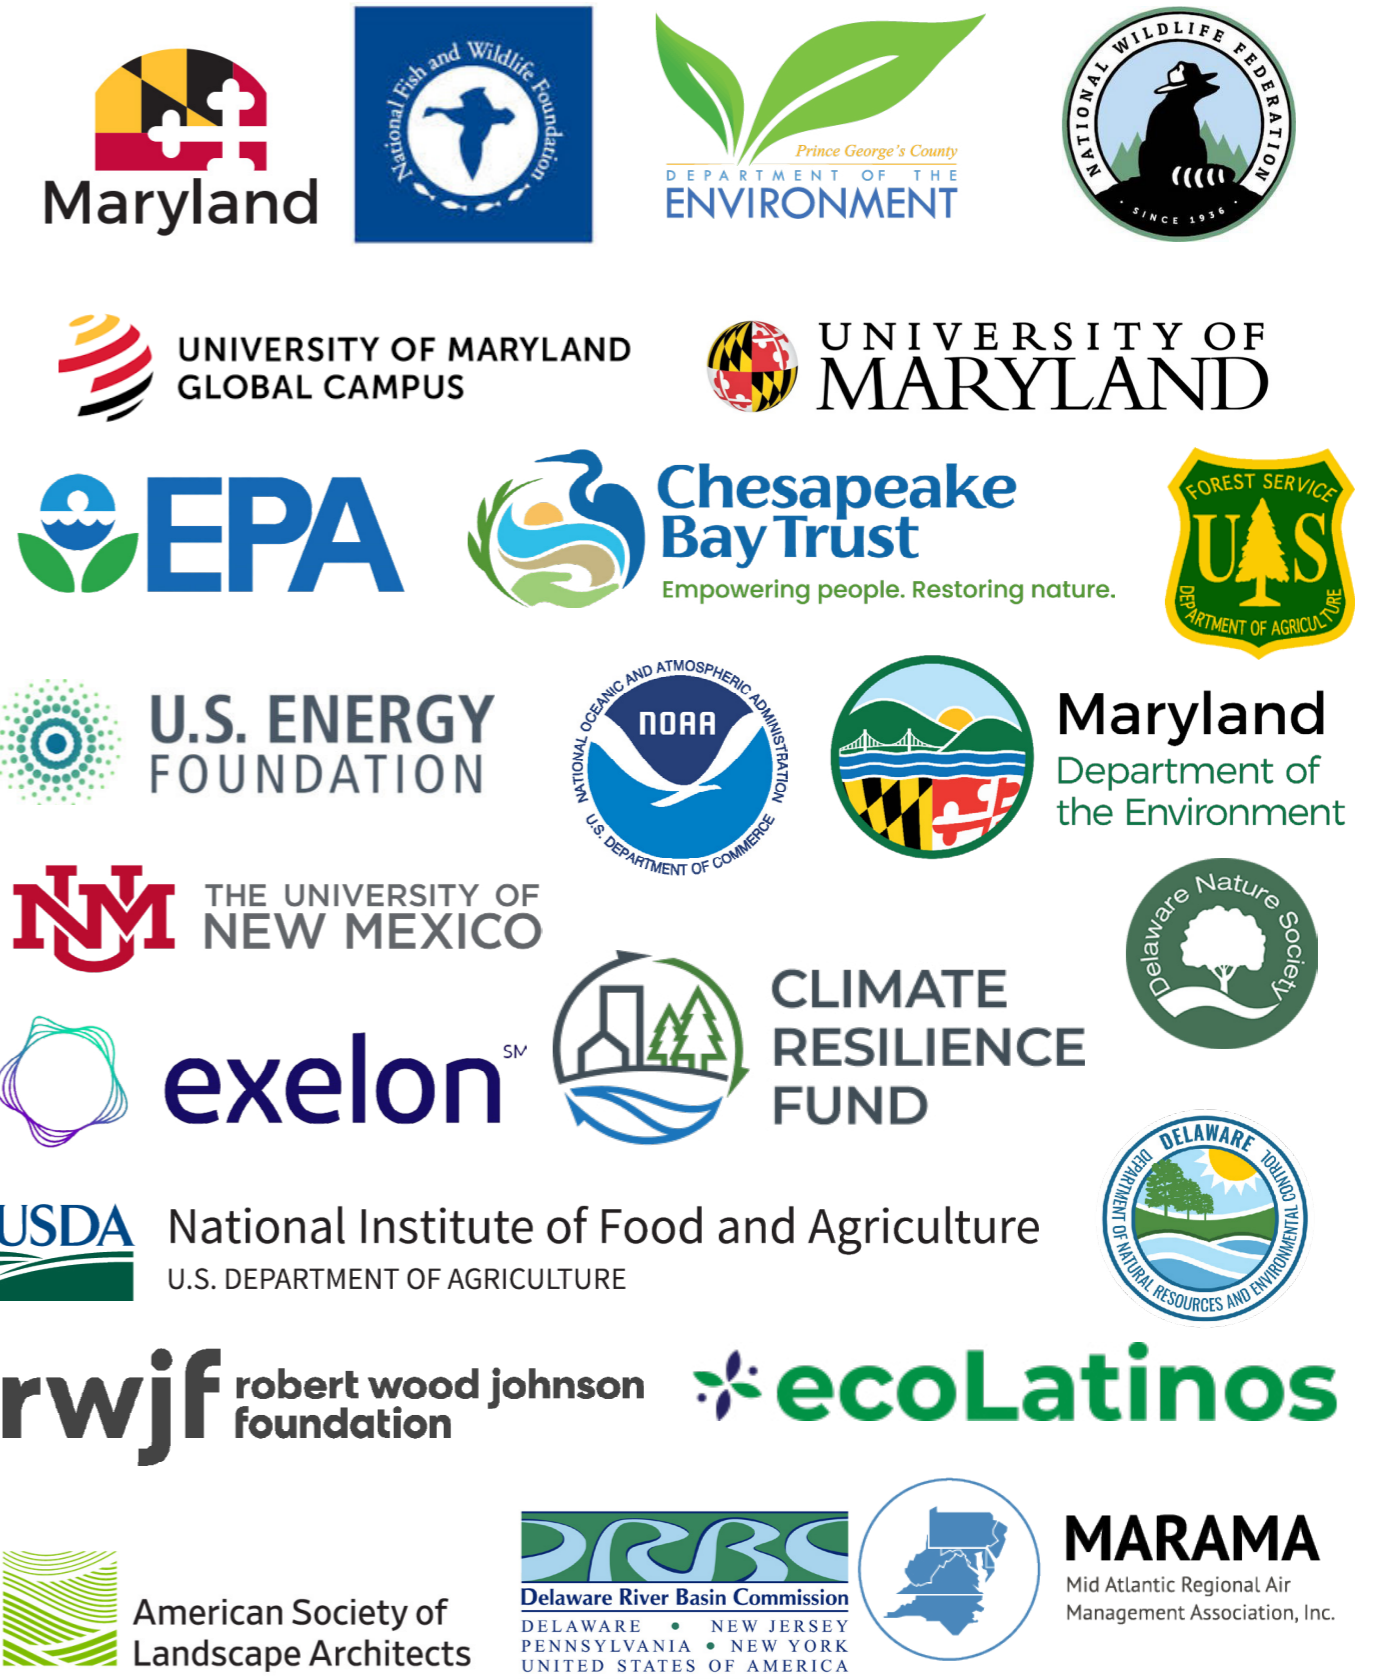 Maryland
National Fish and Wildlife Foundation
Prince George's County
DEPARTMENT OF THE
ENVIRONMENT
NATIONAL WILDLIFE FEDERATION
· SINCE 1936 ·
UNIVERSITY OF MARYLAND
GLOBAL CAMPUS
UNIVERSITY OF
MARYLAND
EPA
Chesapeake
Bay Trust
Empowering people. Restoring nature.
FOREST SERVICE
U S
DEPARTMENT OF AGRICULTURE
U.S. ENERGY
FOUNDATION
NATIONAL OCEANIC AND ATMOSPHERIC ADMINISTRATION
NOAA
U.S. DEPARTMENT OF COMMERCE
Maryland
Department of
the Environment
UNM
THE UNIVERSITY OF
NEW MEXICO
Delaware Nature Society
exelon SM
CLIMATE
RESILIENCE
FUND
DELAWARE
DEPARTMENT OF NATURAL RESOURCES AND ENVIRONMENTAL CONTROL
USDA
National Institute of Food and Agriculture
U.S. DEPARTMENT OF AGRICULTURE
rwjf
robert wood johnson
foundation
ecoLatinos
American Society of
Landscape Architects
DRBC
Delaware River Basin Commission
DELAWARE • NEW JERSEY
PENNSYLVANIA • NEW YORK
UNITED STATES OF AMERICA
MARAMA
Mid Atlantic Regional Air
Management Association, Inc.